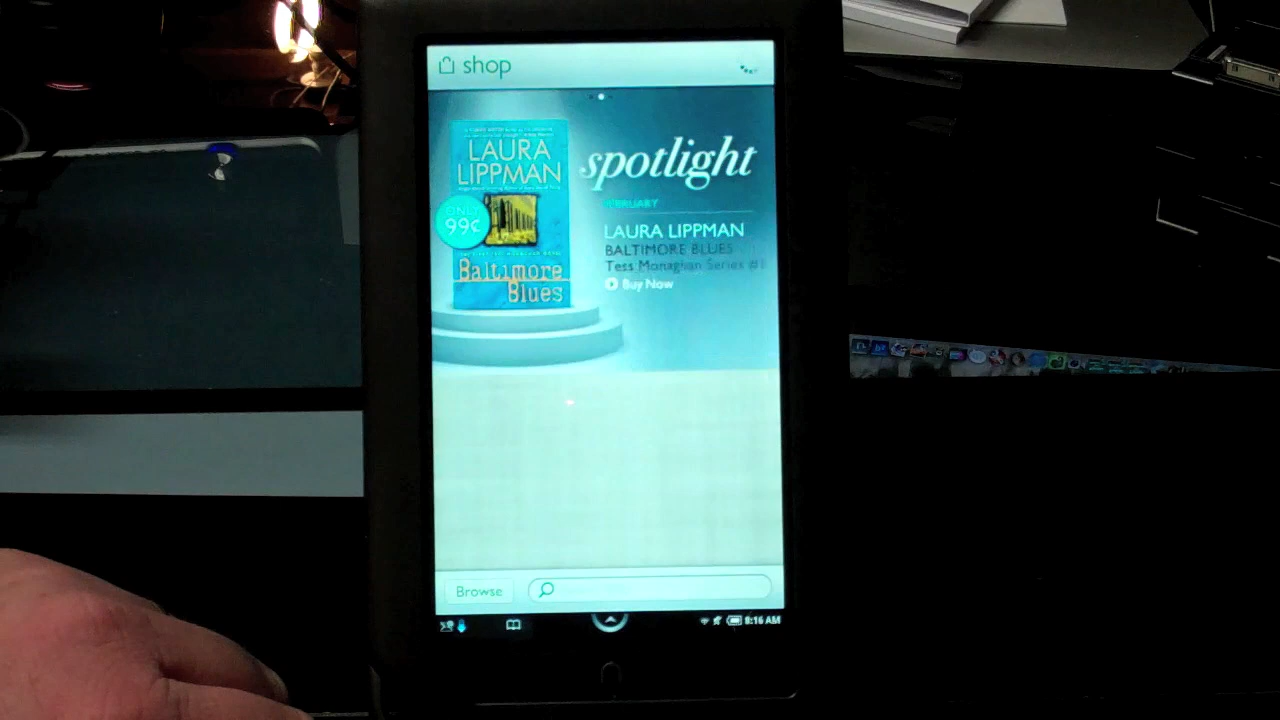 shop
LAURA
LIPPMAN
ONLY
99¢
Baltimore
Blues
spotlight
FEBRUARY
LAURA LIPPMAN
BALTIMORE BLUES
Tess Monaghan Series #1
Buy Now
Browse
8:16 AM